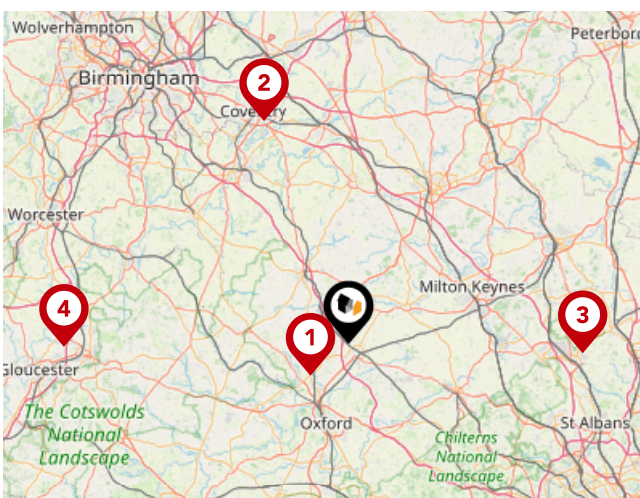 Wolverhampton
Peterboro
Birmingham
2
Coventry
Worcester
Milton Keynes
4
3
1
Gloucester
The Cotswolds
National
Landscape
Oxford
St Albans
Chilterns
National
Landscape